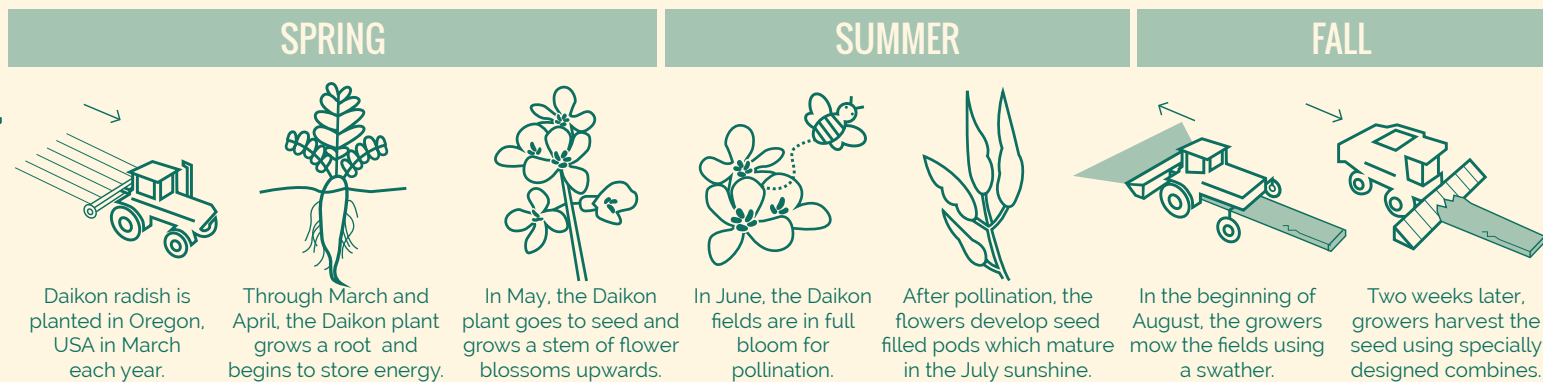 SPRING
SUMMER
FALL
Daikon radish is
planted in Oregon,
USA in March
each year.
Through March and
April, the Daikon plant
grows a root and
begins to store energy.
In May, the Daikon
plant goes to seed and
grows a stem of flower
blossoms upwards.
In June, the Daikon
fields are in full
bloom for
pollination.
After pollination, the
flowers develop seed
filled pods which mature
in the July sunshine.
In the beginning of
August, the growers
mow the fields using
a swather.
Two weeks later,
growers harvest the
seed using specially
designed combines.